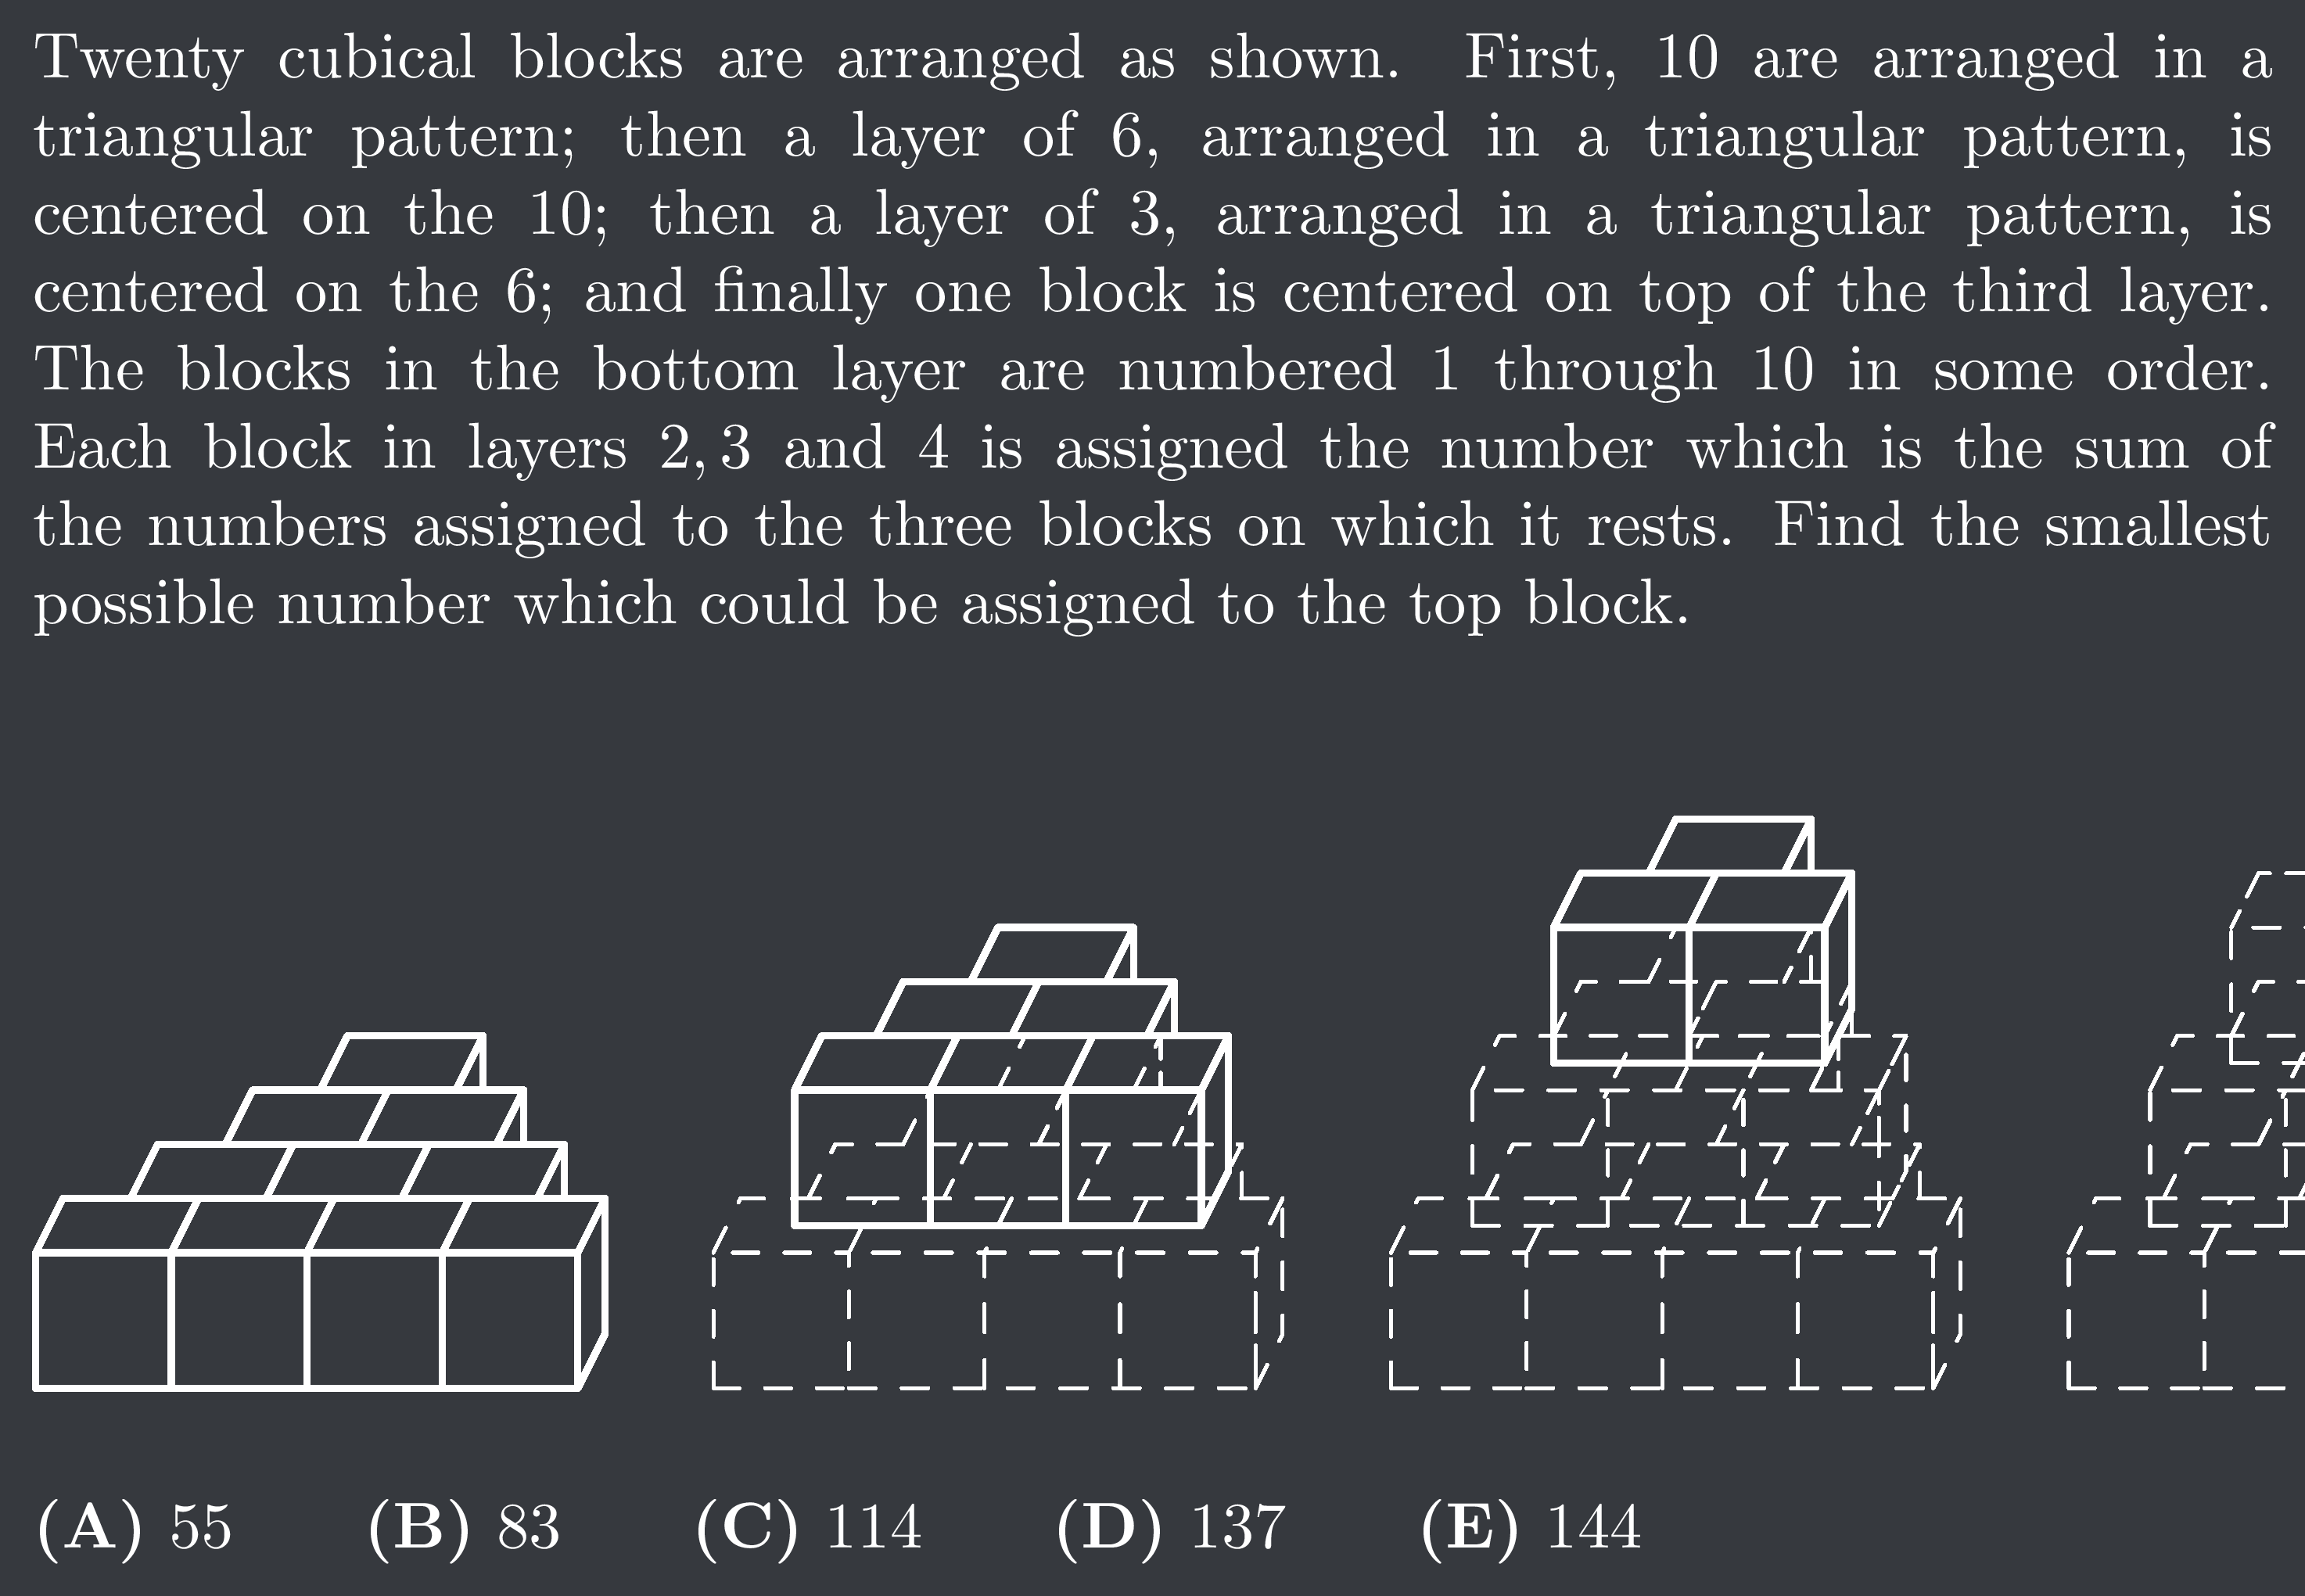 Twenty cubical blocks are arranged as shown. First, 10 are arranged in a
triangular pattern; then a layer of 6, arranged in a triangular pattern, is
centered on the 10; then a layer of 3, arranged in a triangular pattern, is
centered on the 6; and finally one block is centered on top of the third layer.
The blocks in the bottom layer are numbered 1 through 10 in some order.
Each block in layers 2, 3 and 4 is assigned the number which is the sum of
the numbers assigned to the three blocks on which it rests. Find the smallest
possible number which could be assigned to the top block.
(A) 55 (B) 83 (C) 114 (D) 137 (E) 144